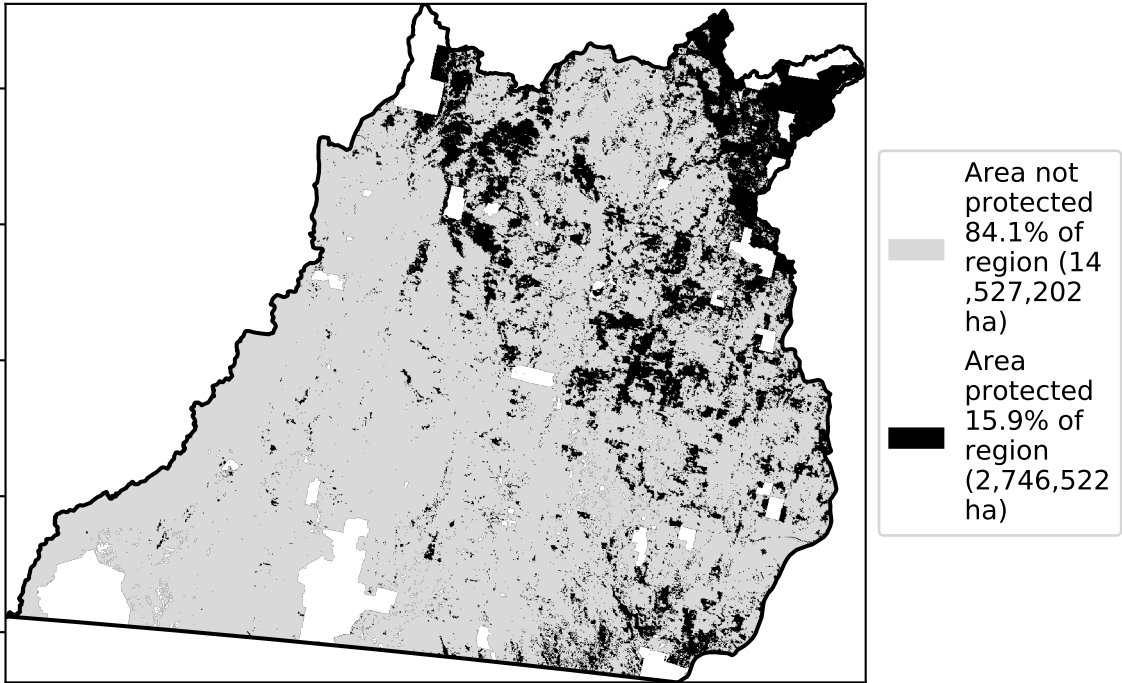 Area not
protected
84.1% of
region (14
,527,202
ha)
Area
protected
15.9% of
region
(2,746,522
ha)